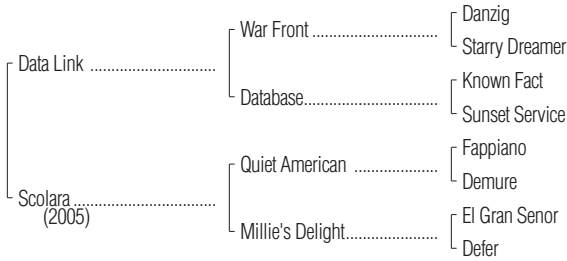 Danzig
War Front ................................
Starry Dreamer
Data Link ................................
Known Fact
Database..................................
Sunset Service
Fappiano
Quiet American .....................
Demure
Scolara ....................................
(2005)
El Gran Senor
Millie's Delight.......................
Defer